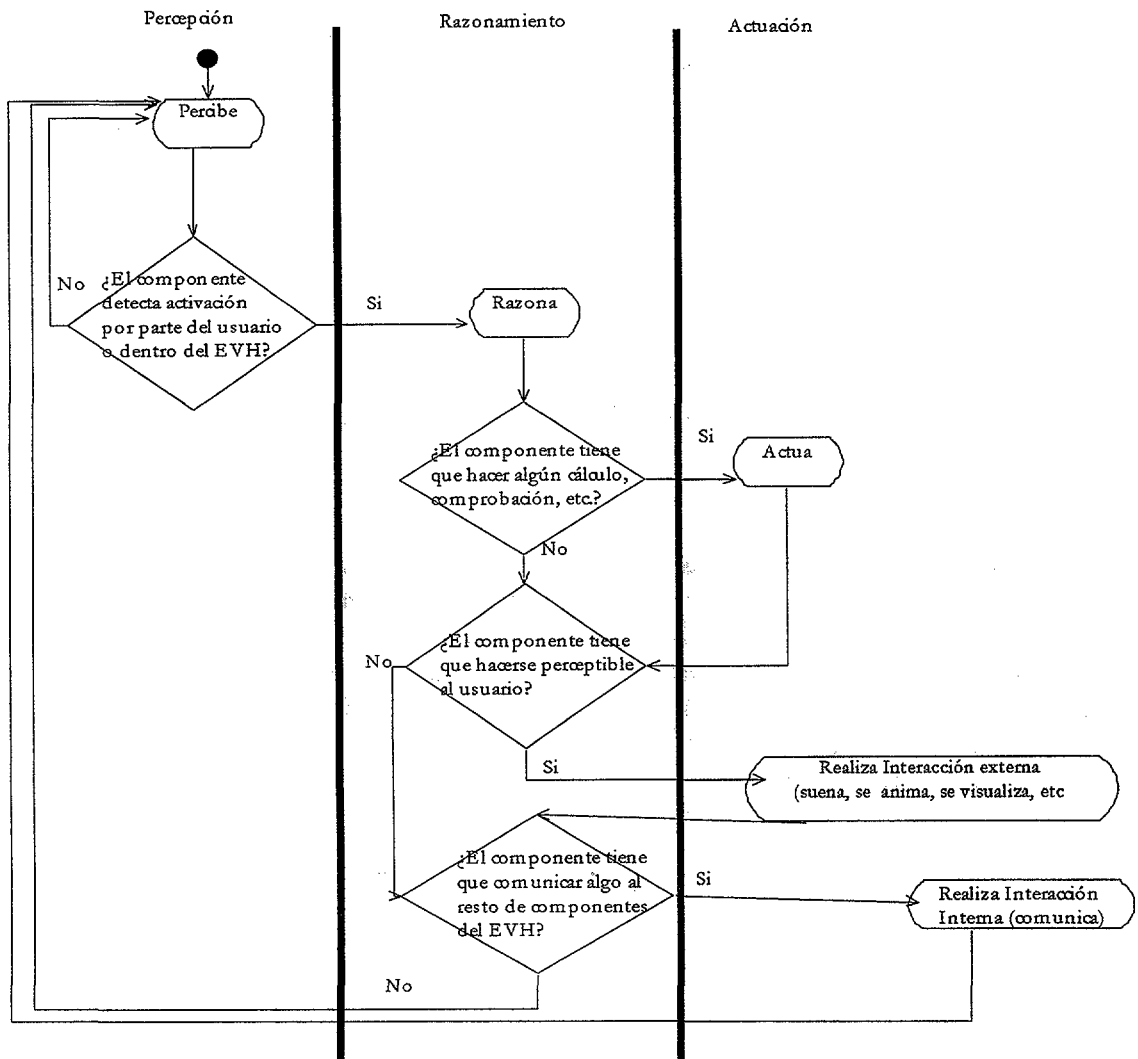 Percepción
Razonamiento
Actuación
Percibe
No
¿El componente
detecta activación
por parte del usuario
o dentro del EVH?
Si
Razona
¿El componente tiene
que hacer algún cálculo,
comprobación, etc.?
Si
Actua
No
¿El componente tiene
que hacerse perceptible
al usuario?
No
Si
Realiza Interacción externa
(suena, se anima, se visualiza, etc
¿El componente tiene
que comunicar algo al
resto de componentes
del EVH?
Si
Realiza Interacción
Interna (comunica)
No